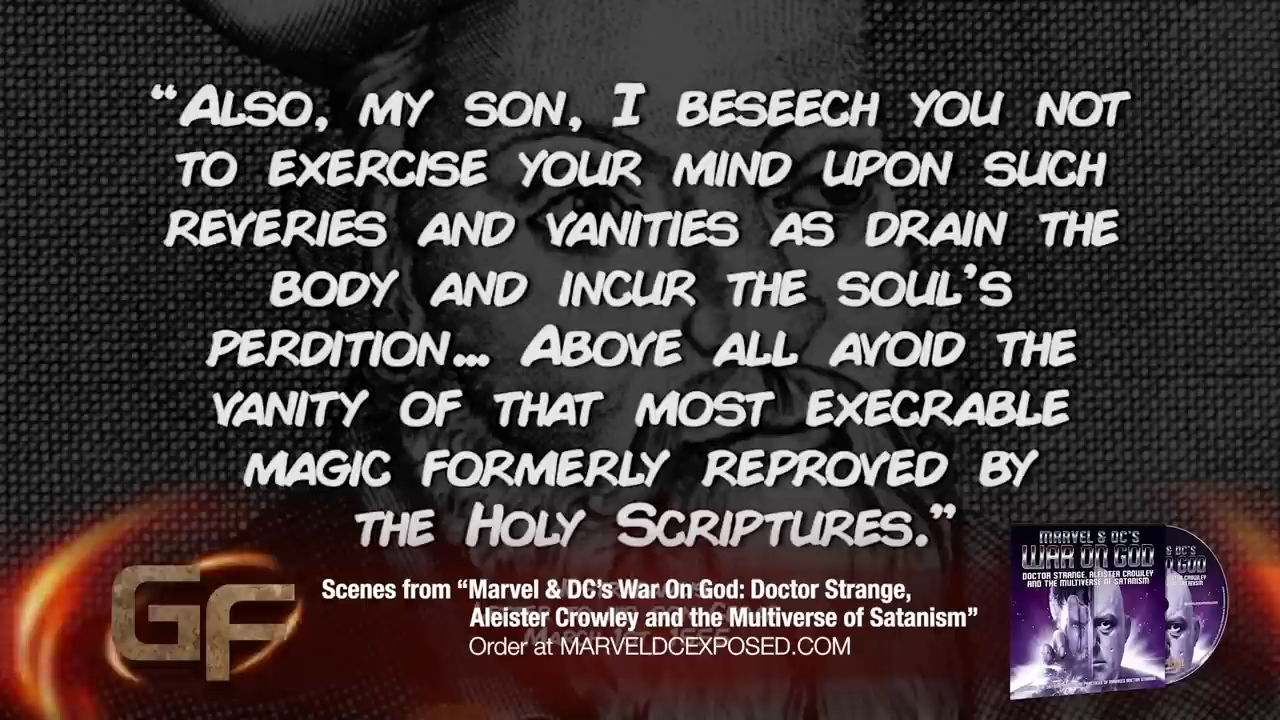 “Also, my son, I beseech you not
to exercise your mind upon such
reveries and vanities as drain the
body and incur the soul’s
perdition... Above all avoid the
vanity of that most execrable
magic formerly reproved by
the Holy Scriptures.”
GF
Scenes from “Marvel & DC’s War On God: Doctor Strange,
Aleister Crowley and the Multiverse of Satanism”
Order at MARVELDCEXPOSED.COM
MARVEL & DC'S
WAR ON GOD
DOCTOR STRANGE, ALEISTER CROWLEY
AND THE MULTIVERSE OF SATANISM